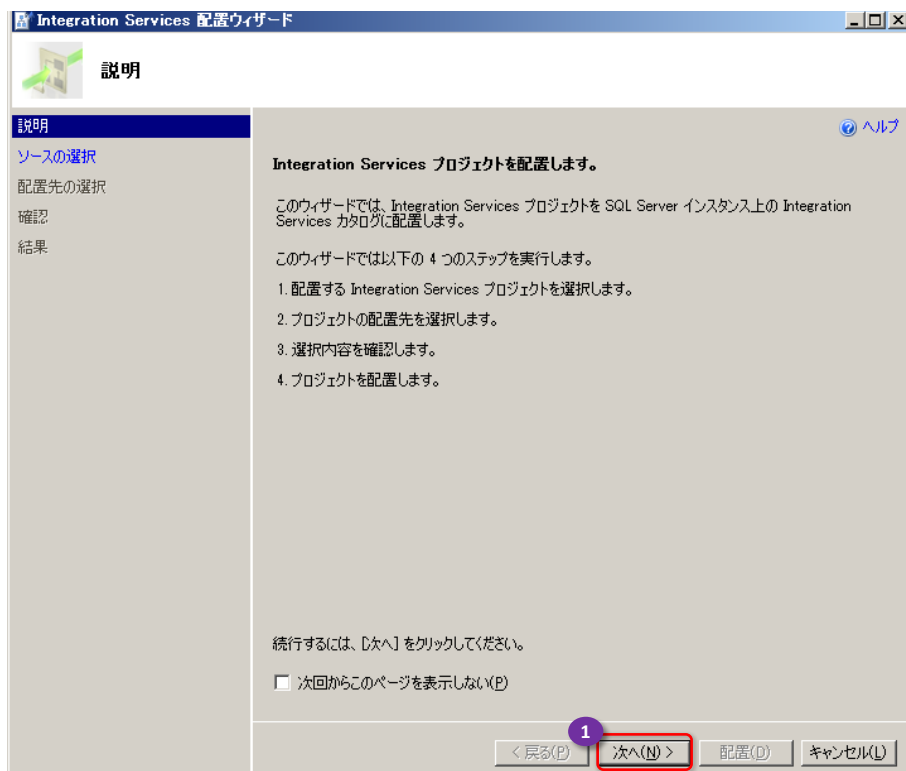 Integration Services 配置ウィザード
説明
説明
ヘルプ
ソースの選択
配置先の選択
確認
結果
Integration Services プロジェクトを配置します。
このウィザードでは、Integration Services プロジェクトを SQL Server インスタンス上の Integration
Services カタログに配置します。
このウィザードでは以下の 4 つのステップを実行します。
1. 配置する Integration Services プロジェクトを選択します。
2. プロジェクトの配置先を選択します。
3. 選択内容を確認します。
4. プロジェクトを配置します。
続行するには、[次へ] をクリックしてください。
次回からこのページを表示しない(P)
1
< 戻る(P)
次へ(N) >
配置(D)
キャンセル(L)